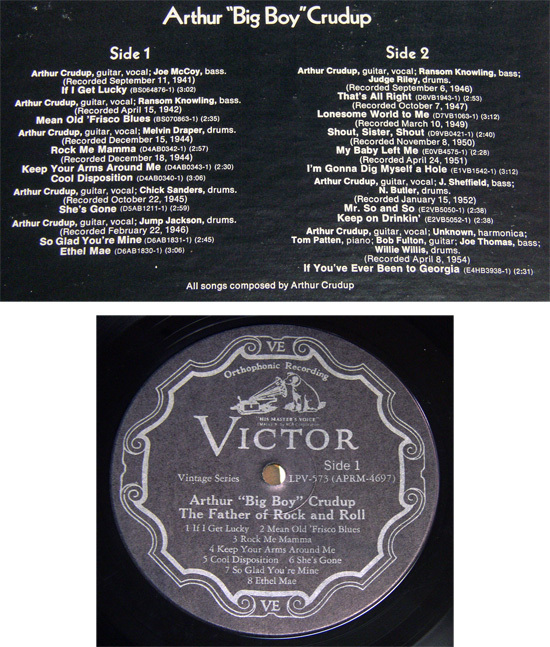 Arthur "Big Boy" Crudup
Side 1
Arthur Crudup, guitar, vocal; Joe McCoy, bass.
(Recorded September 11, 1941)
If I Get Lucky (BS064876-1) (3:02)
Arthur Crudup, guitar, vocal; Ransom Knowling, bass.
(Recorded April 15, 1942)
Mean Old 'Frisco Blues (BS070863-1) (2:35)
Arthur Crudup, guitar, vocal; Melvin Draper, drums.
(Recorded December 15, 1944)
Rock Me Mamma (D4AB0342-1) (2:57)
(Recorded December 18, 1944)
Keep Your Arms Around Me (D4AB0343-1) (2:30)
Cool Disposition (D4AB0340-1) (3:06)
Arthur Crudup, guitar, vocal; Chick Sanders, drums.
(Recorded October 22, 1945)
She's Gone (D5AB1211-1) (2:59)
Arthur Crudup, guitar, vocal; Jump Jackson, drums.
(Recorded February 22, 1946)
So Glad You're Mine (D6AB1831-1) (2:45)
Ethel Mae (D6AB1830-1) (3:06)
Side 2
Arthur Crudup, guitar, vocal; Ransom Knowling, bass;
Judge Riley, drums.
(Recorded September 6, 1946)
That's All Right (D6VB1943-1) (2:53)
(Recorded October 7, 1947)
Lonesome World to Me (D7VB1063-1) (3:12)
(Recorded March 10, 1949)
Shout, Sister, Shout (D9VB0421-1) (2:40)
(Recorded November 8, 1950)
My Baby Left Me (E0VB4575-1) (2:28)
(Recorded April 24, 1951)
I'm Gonna Dig Myself a Hole (E1VB1542-1) (3:12)
Arthur Crudup, guitar, vocal; J. Sheffield, bass;
N. Butler, drums.
(Recorded January 15, 1952)
Mr. So and So (E2VB5050-1) (2:38)
Keep on Drinkin' (E2VB5052-1) (2:38)
Arthur Crudup, guitar, vocal; Unknown, harmonica;
Tom Patten, piano; Bob Fulton, guitar; Joe Thomas, bass;
Willie Willis, drums.
(Recorded April 8, 1954)
If You've Ever Been to Georgia (E4HB3938-1) (2:31)
All songs composed by Arthur Crudup
VE
Orthophonic Recording
"HIS MASTER'S VOICE"
VICTOR
Side 1
Vintage Series LPV-573 (APRM-4697)
Arthur "Big Boy" Crudup
The Father of Rock and Roll
1 If I Get Lucky 2 Mean Old 'Frisco Blues
3 Rock Me Mamma
4 Keep Your Arms Around Me
5 Cool Disposition 6 She's Gone
7 So Glad You're Mine
8 Ethel Mae
VE